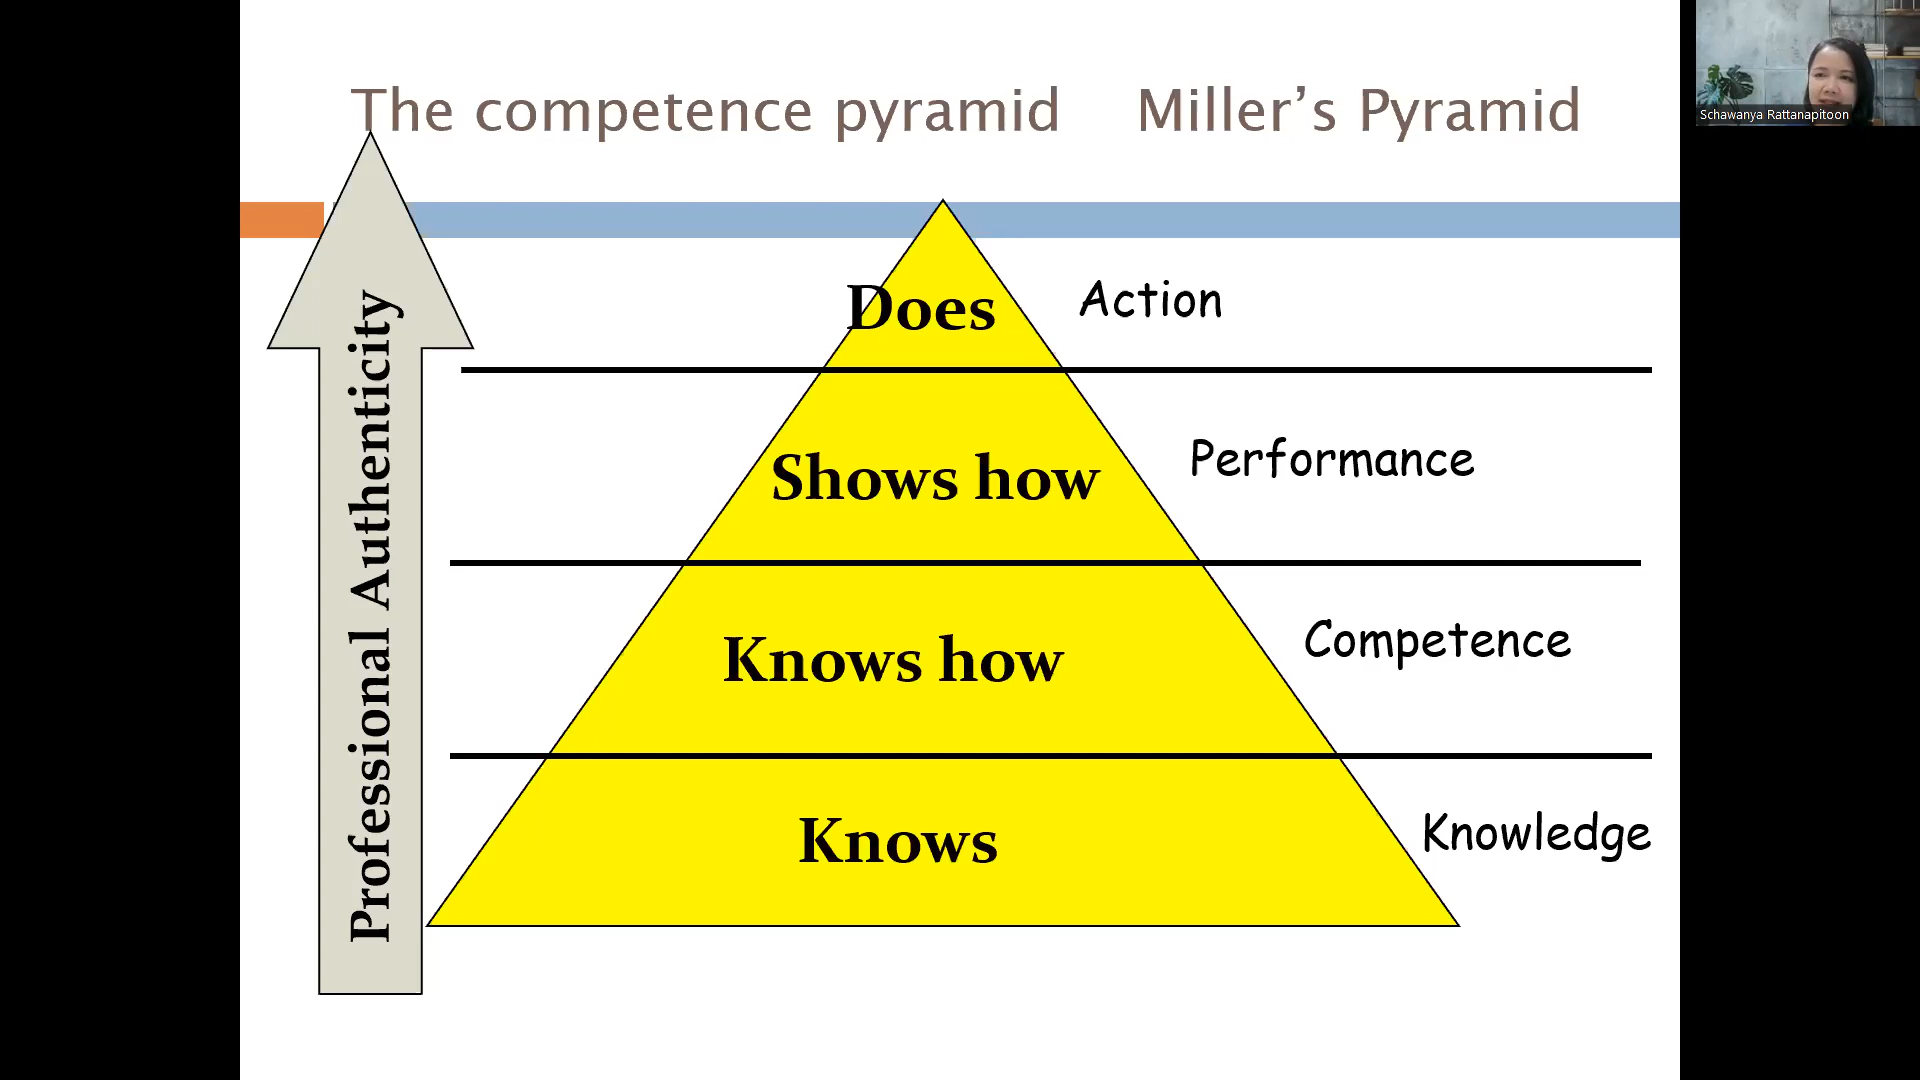 The competence pyramid Miller's Pyramid
Schawanya Rattanapitoon
Professional Authenticity
Does
Action
Shows how
Performance
Knows how
Competence
Knows
Knowledge